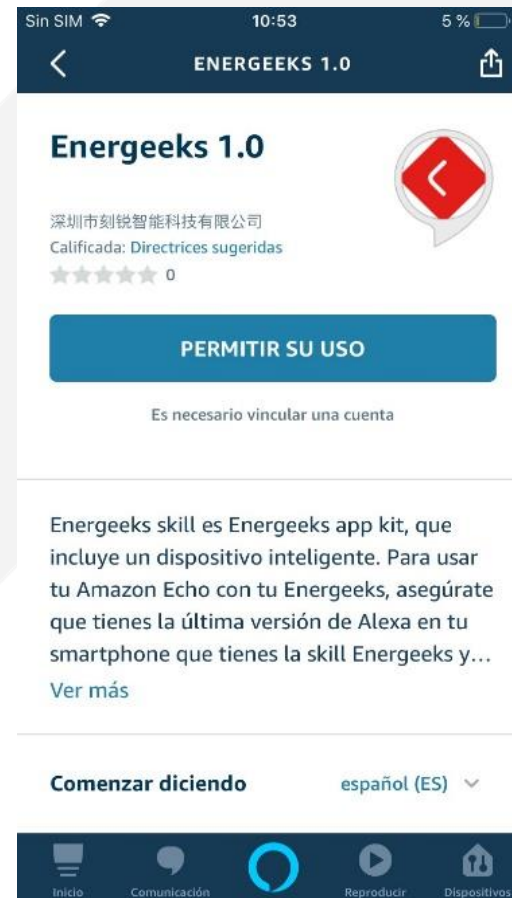 Sin SIM 10:53 5 %
ENERGEEKS 1.0
Energeeks 1.0
深圳市刻锐智能科技有限公司
Calificada: Directrices sugeridas
0
PERMITIR SU USO
Es necesario vincular una cuenta
Energeeks skill es Energeeks app kit, que
incluye un dispositivo inteligente. Para usar
tu Amazon Echo con tu Energeeks, asegúrate
que tienes la última versión de Alexa en tu
smartphone que tienes la skill Energeeks y...
Ver más
Comenzar diciendo español (ES)
Inicio Comunicación Reproducir Dispositivos